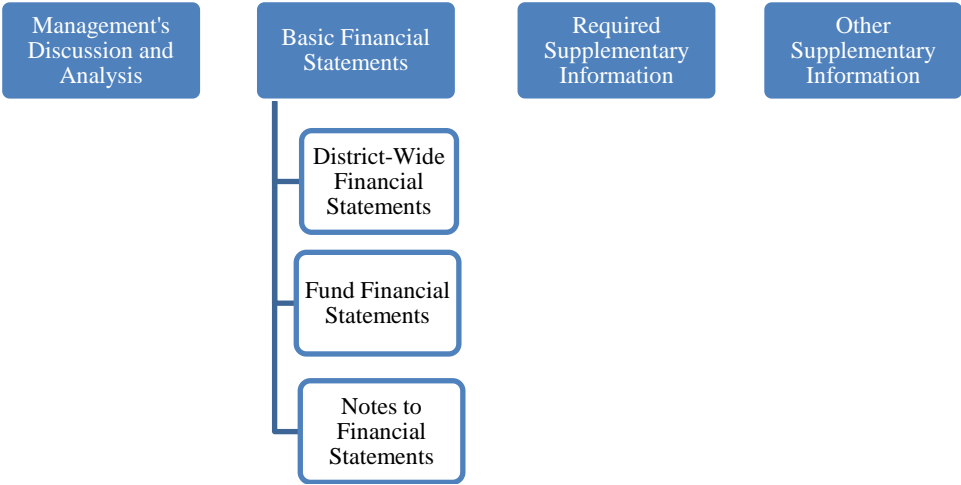 Management's
Discussion and
Analysis
Basic Financial
Statements
Required
Supplementary
Information
Other
Supplementary
Information
District-Wide
Financial
Statements
Fund Financial
Statements
Notes to
Financial
Statements